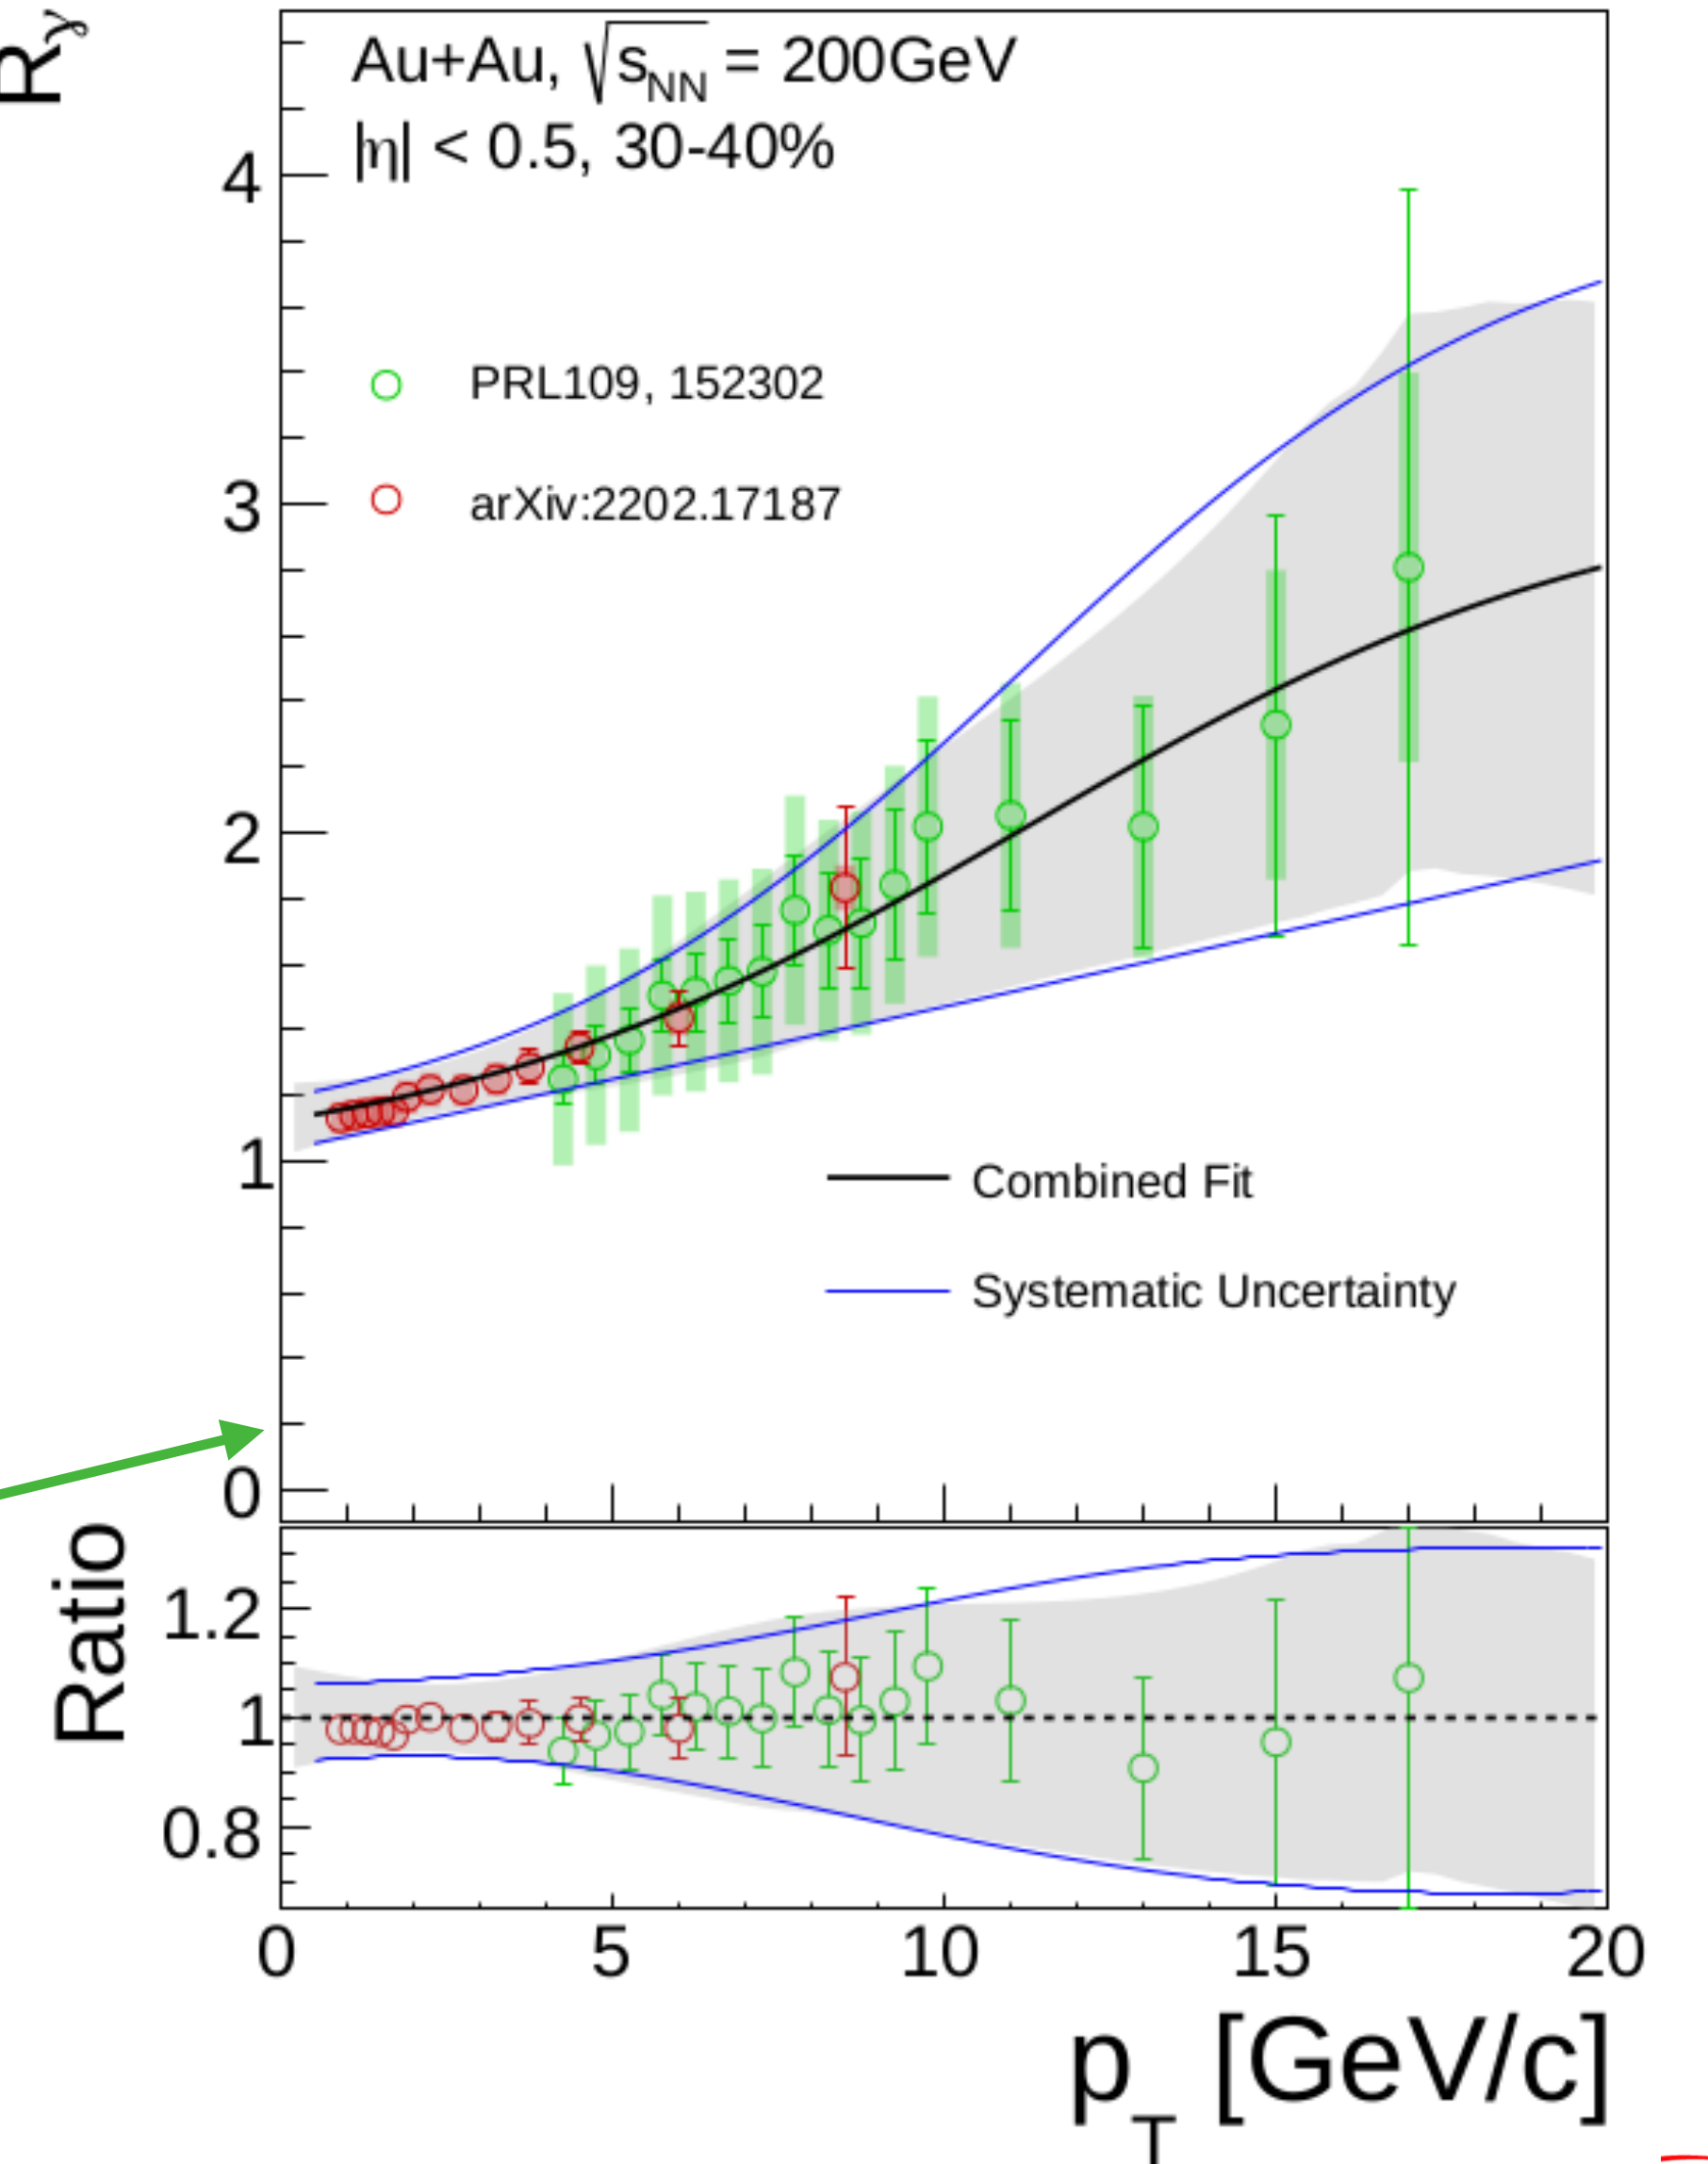 Rγ
Au+Au, √sNN = 200GeV
|η| < 0.5, 30-40%
4
PRL109, 152302
3
arXiv:2202.17187
2
1
Combined Fit
Systematic Uncertainty
0
Ratio
1.2
1
0.8
0 5 10 15 20
pT [GeV/c]